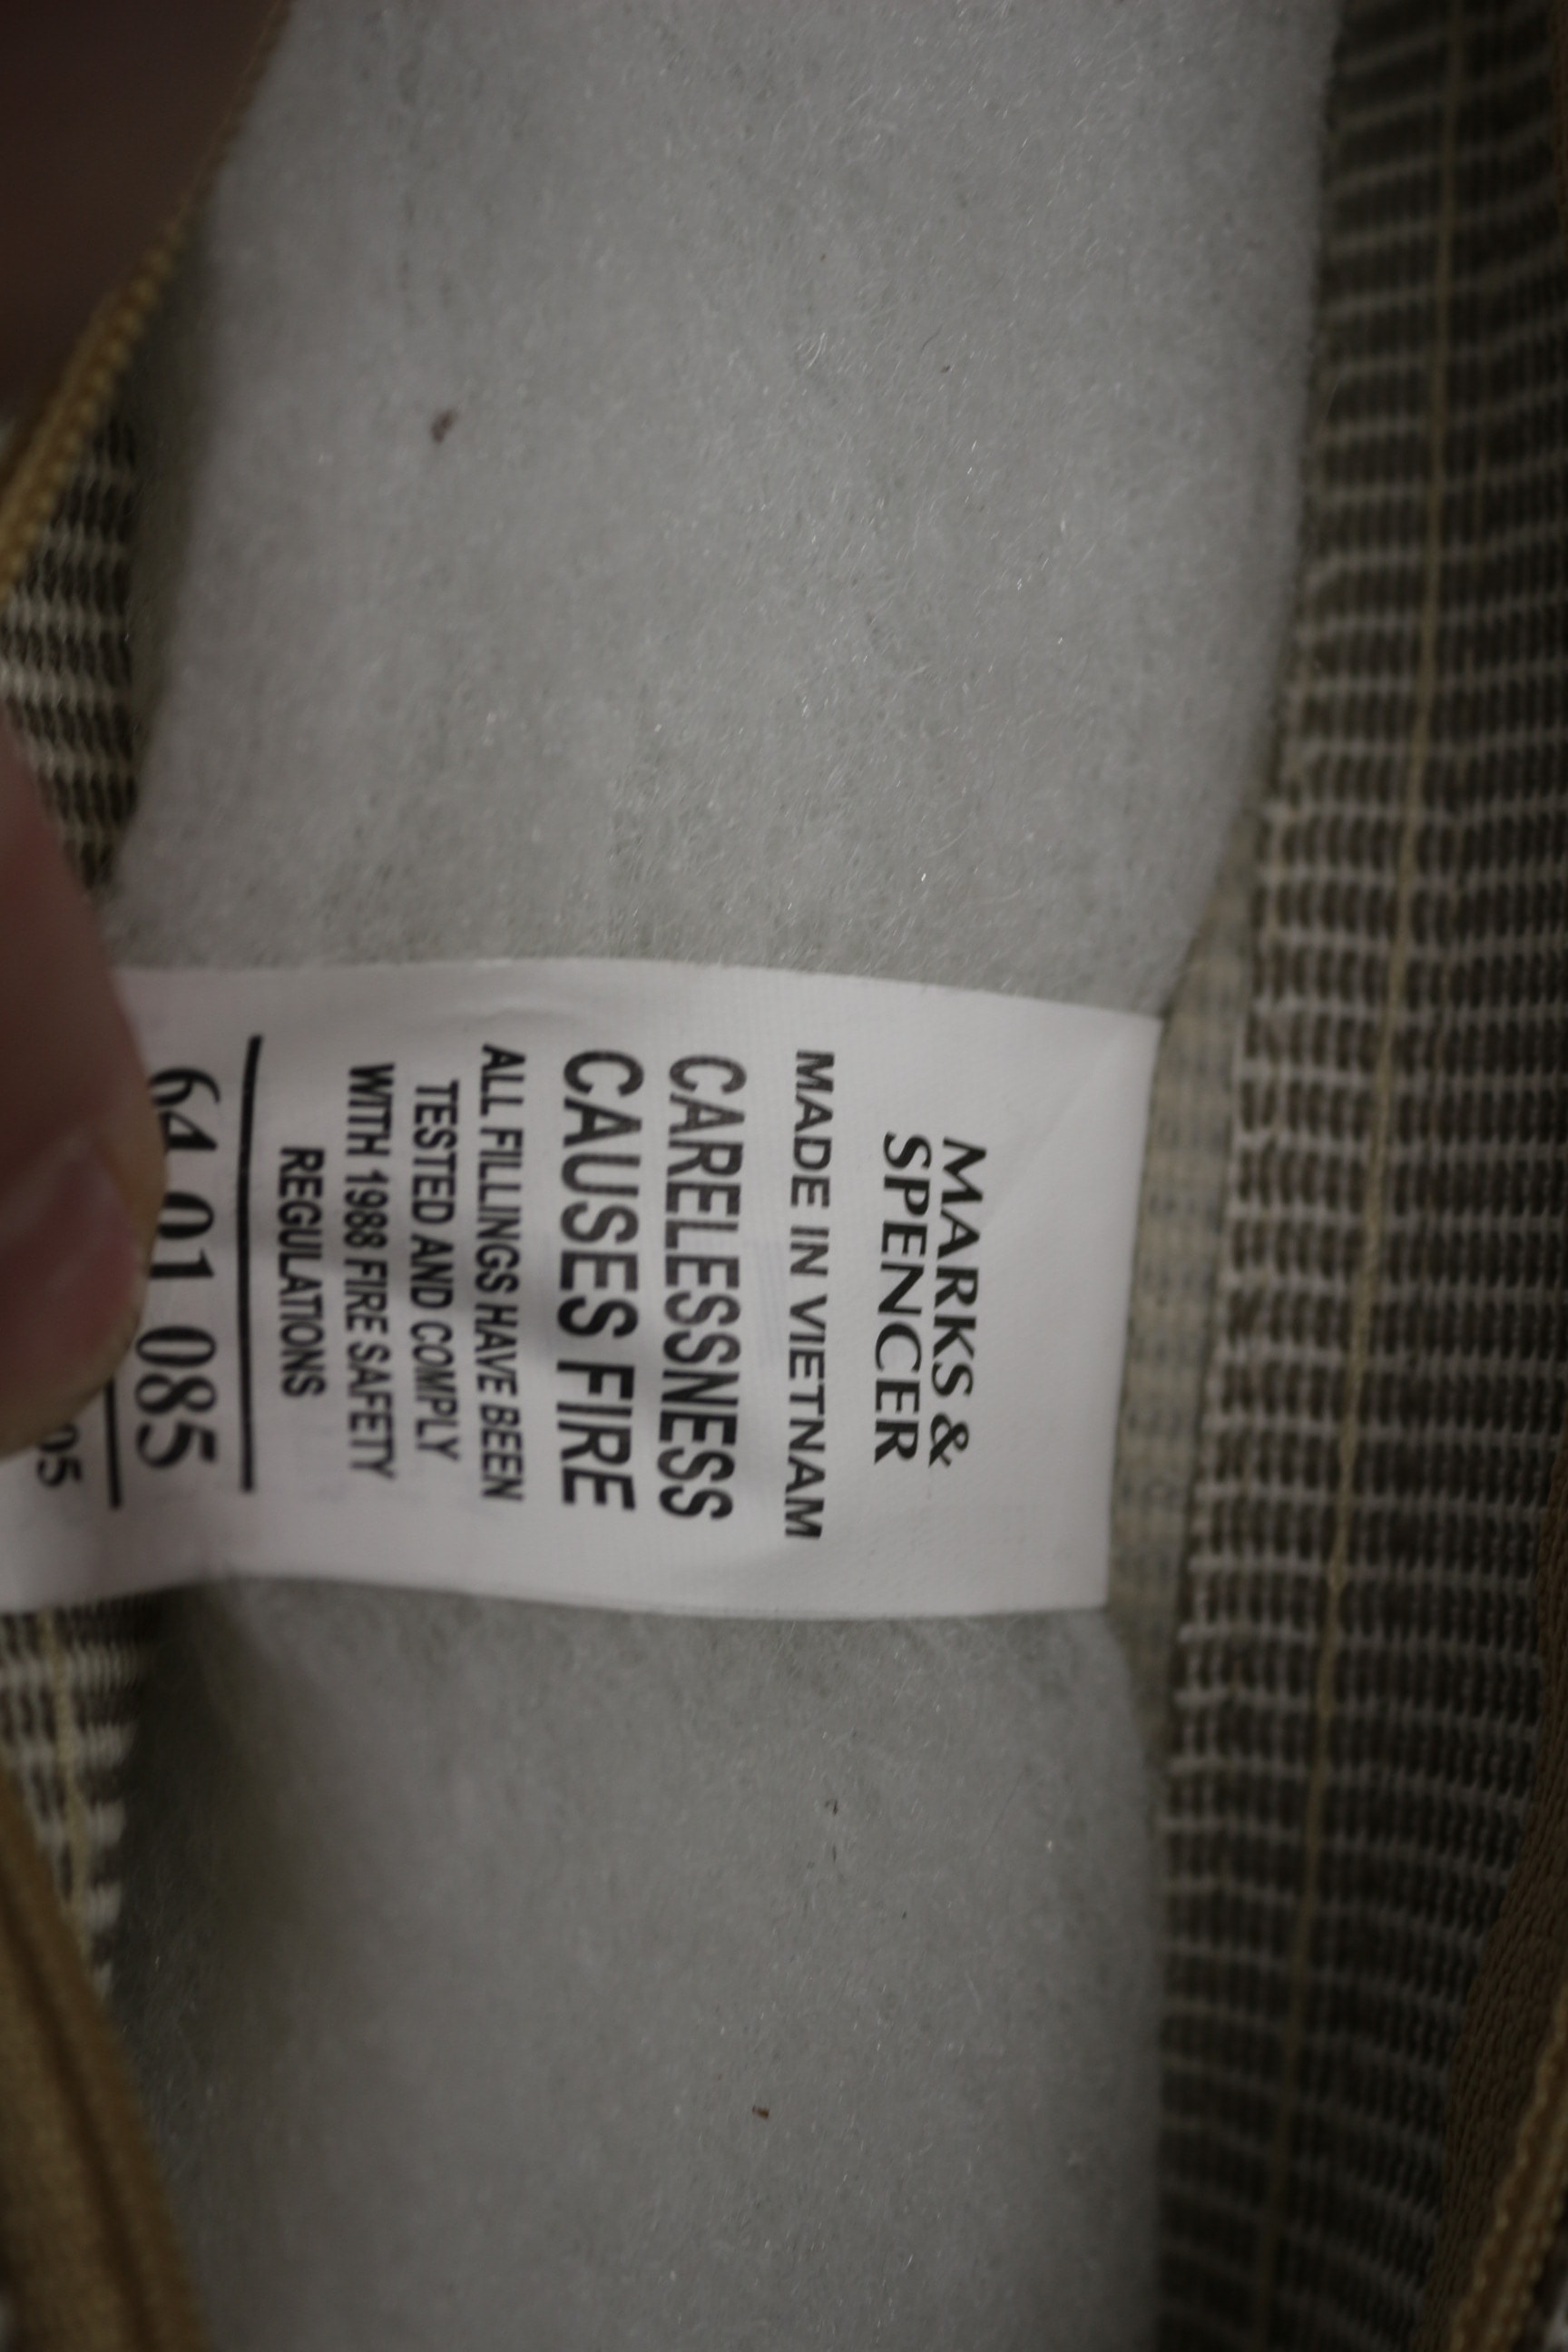 MARKS &
SPENCER
MADE IN VIETNAM
CARELESSNESS
CAUSES FIRE
ALL FILLINGS HAVE BEEN
TESTED AND COMPLY
WITH 1988 FIRE SAFETY
REGULATIONS
64 01 085